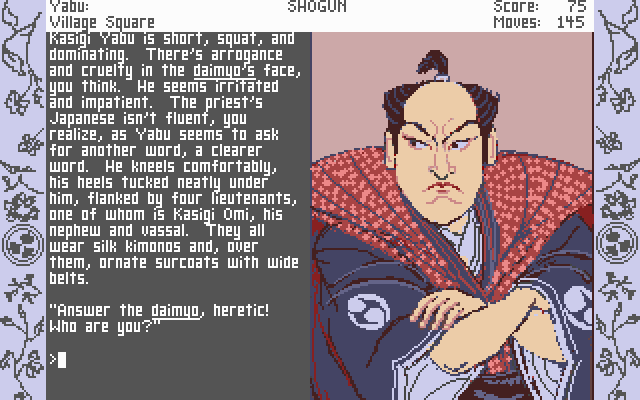 Yabu: SHOGUN Score: 75
Village Square Moves: 145
Kasigi Yabu is short, squat, and
dominating. There's arrogance
and cruelty in the daimyo's face,
you think. He seems irritated
and impatient. The priest's
Japanese isn't fluent, you
realize, as Yabu seems to ask
for another word, a clearer
word. He kneels comfortably,
his heels tucked neatly under
him, flanked by four lieutenants,
one of whom is Kasigi Omi, his
nephew and vassal. They all
wear silk kimonos and, over
them, ornate surcoats with wide
belts.
"Answer the daimyo, heretic!
Who are you?"
>